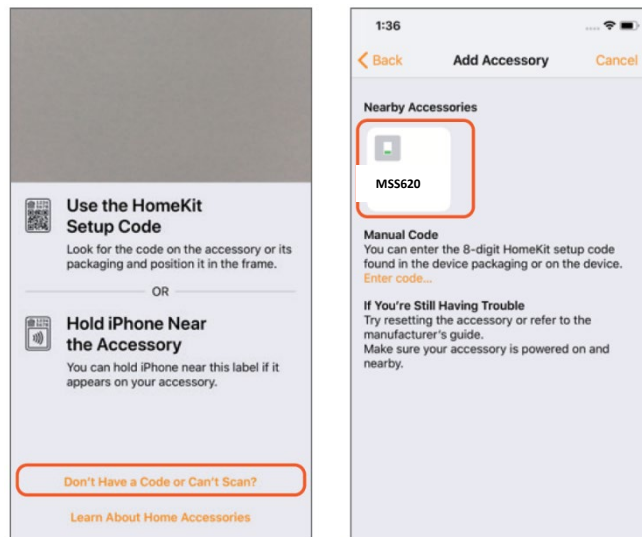 Use the HomeKit
Setup Code
Look for the code on the accessory or its
packaging and position it in the frame.
OR
Hold iPhone Near
the Accessory
You can hold iPhone near this label if it
appears on your accessory.
Don't Have a Code or Can't Scan?
Learn About Home Accessories
1:36
Back
Add Accessory
Cancel
Nearby Accessories
MSS620
Manual Code
You can enter the 8-digit HomeKit setup code
found in the device packaging or on the device.
Enter code...
If You're Still Having Trouble
Try resetting the accessory or refer to the
manufacturer's guide.
Make sure your accessory is powered on and
nearby.